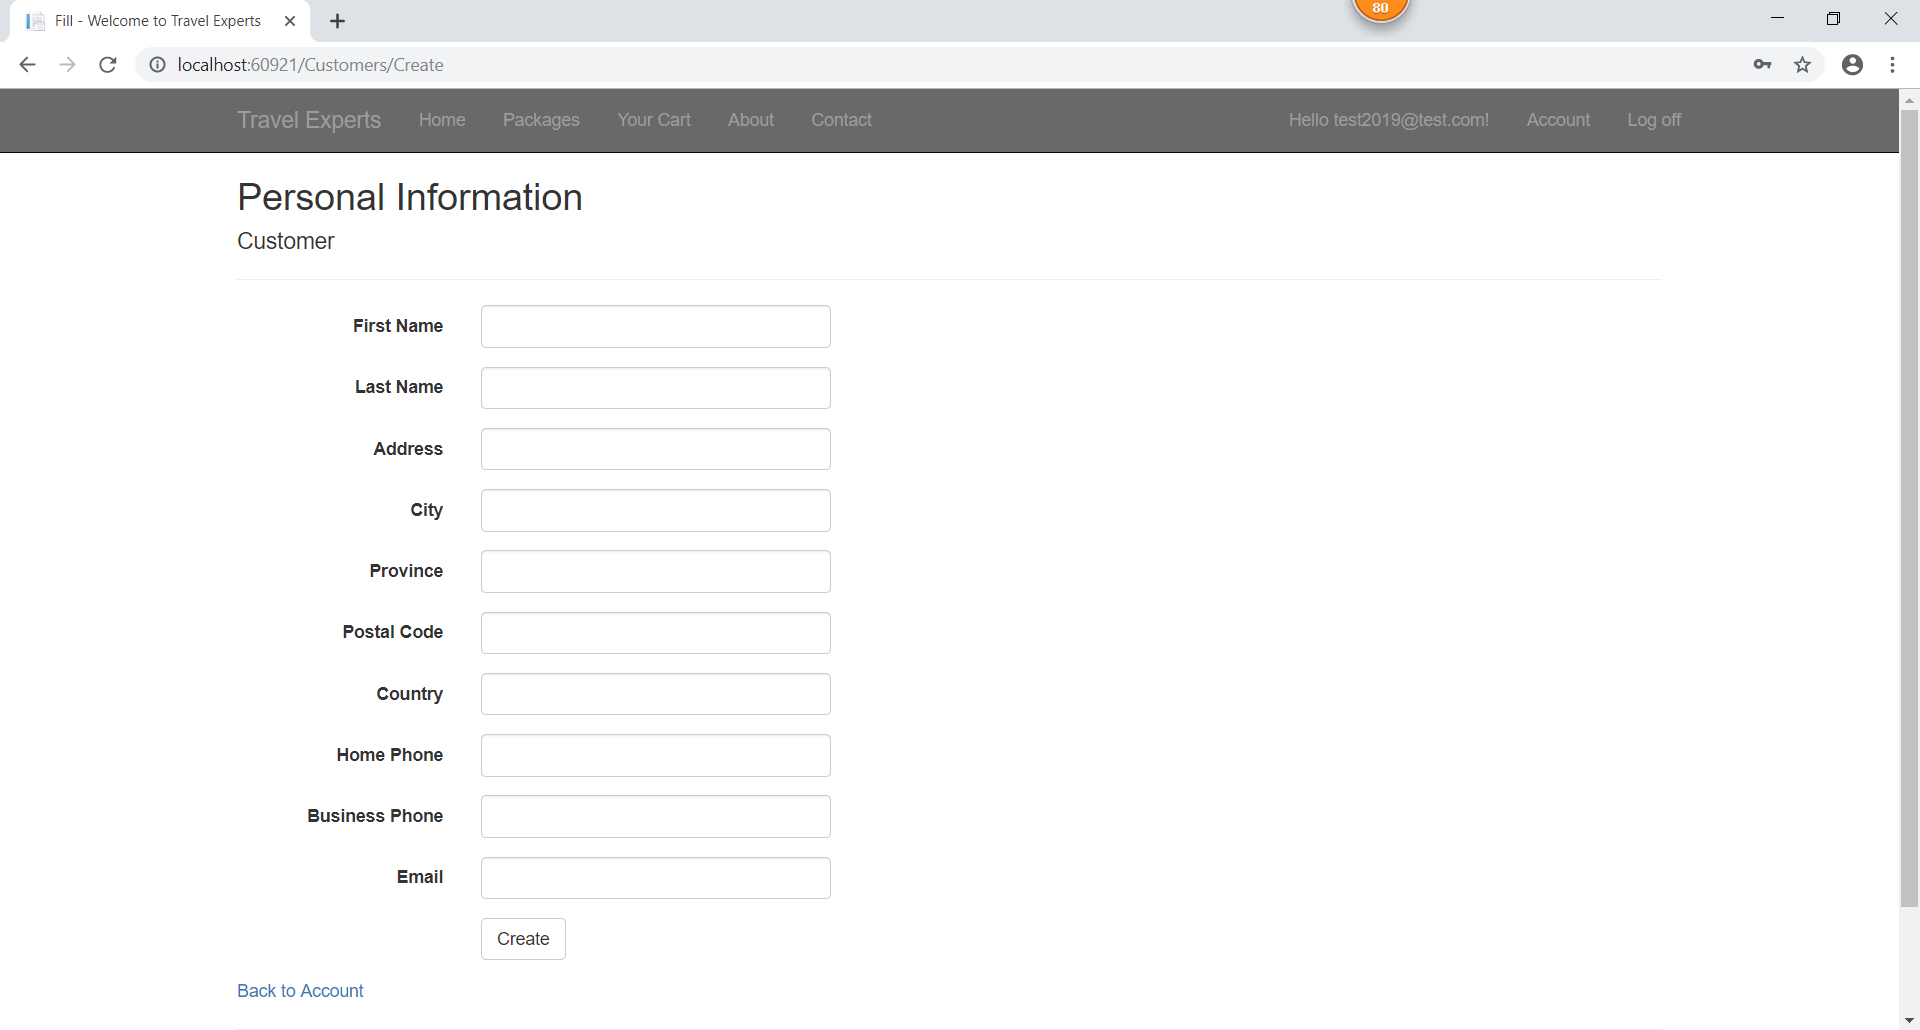 Fill - Welcome to Travel Experts
80
localhost:60921/Customers/Create
Travel Experts Home Packages Your Cart About Contact Hello test2019@test.com! Account Log off
Personal Information
Customer
First Name
Last Name
Address
City
Province
Postal Code
Country
Home Phone
Business Phone
Email
Create
Back to Account